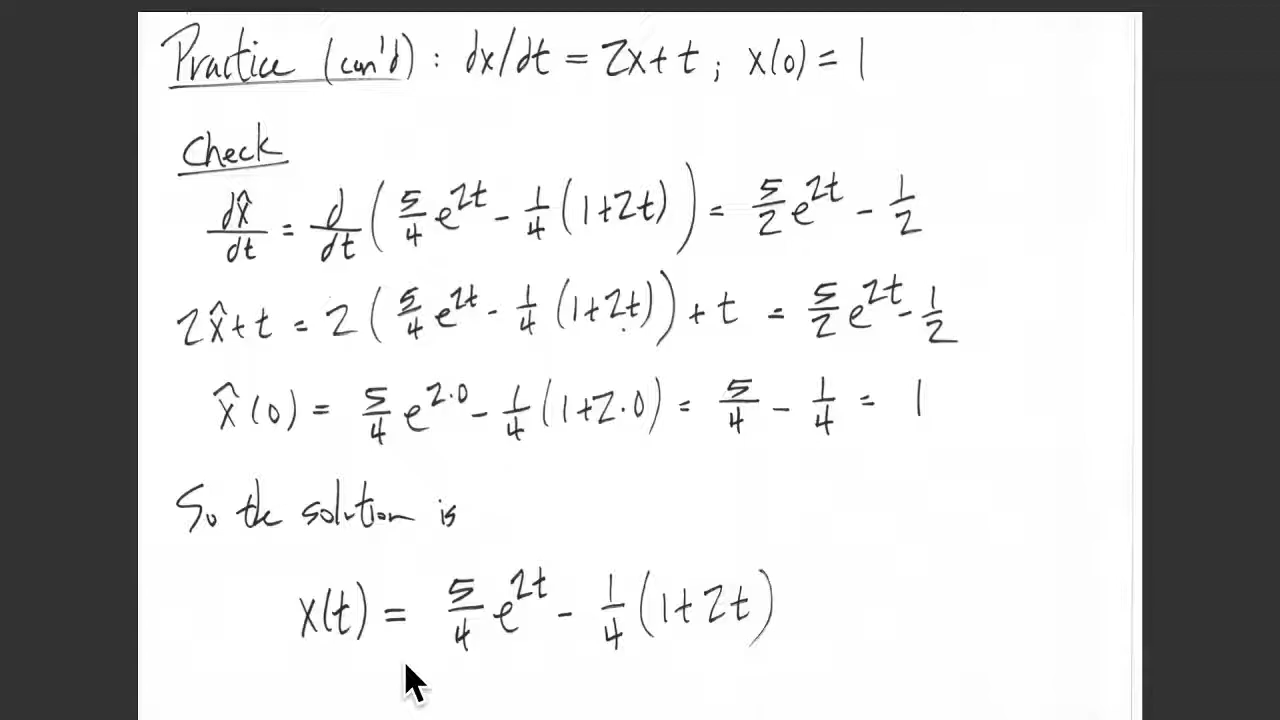 Practice (con'd) : dx/dt = 2x + t ; x(0) = 1
Check
dx̂/dt = d/dt (5/4 e^2t - 1/4 (1+2t)) = 5/2 e^2t - 1/2
2x̂ + t = 2 (5/4 e^2t - 1/4 (1+2t)) + t = 5/2 e^2t - 1/2
x̂(0) = 5/4 e^2·0 - 1/4 (1+2·0) = 5/4 - 1/4 = 1
So the solution is
x(t) = 5/4 e^2t - 1/4 (1+2t)